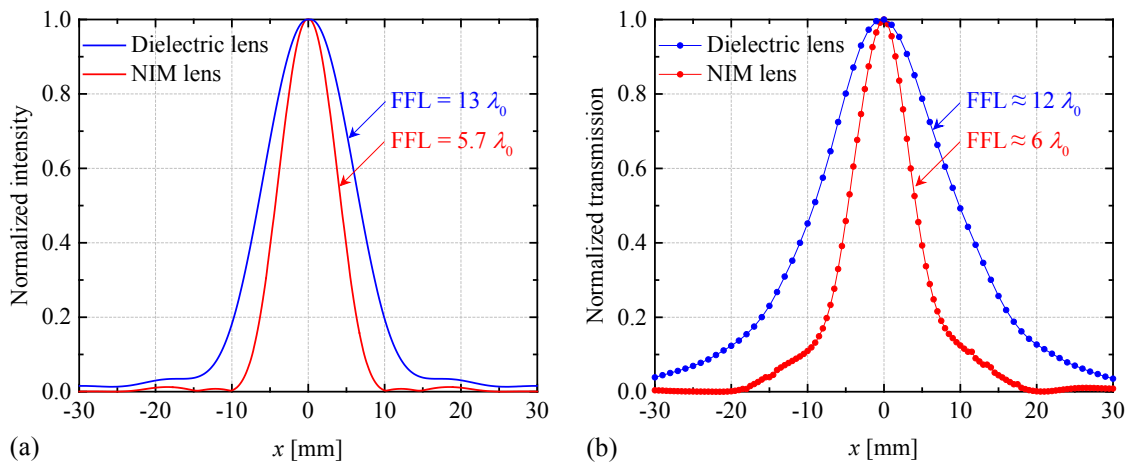 1.0
0.8
0.6
0.4
0.2
0.0
Normalized intensity
Dielectric lens
NIM lens
FFL = 13 λ0
FFL = 5.7 λ0
-30 -20 -10 0 10 20 30
(a) x [mm]
1.0
0.8
0.6
0.4
0.2
0.0
Normalized transmission
Dielectric lens
NIM lens
FFL ≈ 12 λ0
FFL ≈ 6 λ0
-30 -20 -10 0 10 20 30
(b) x [mm]